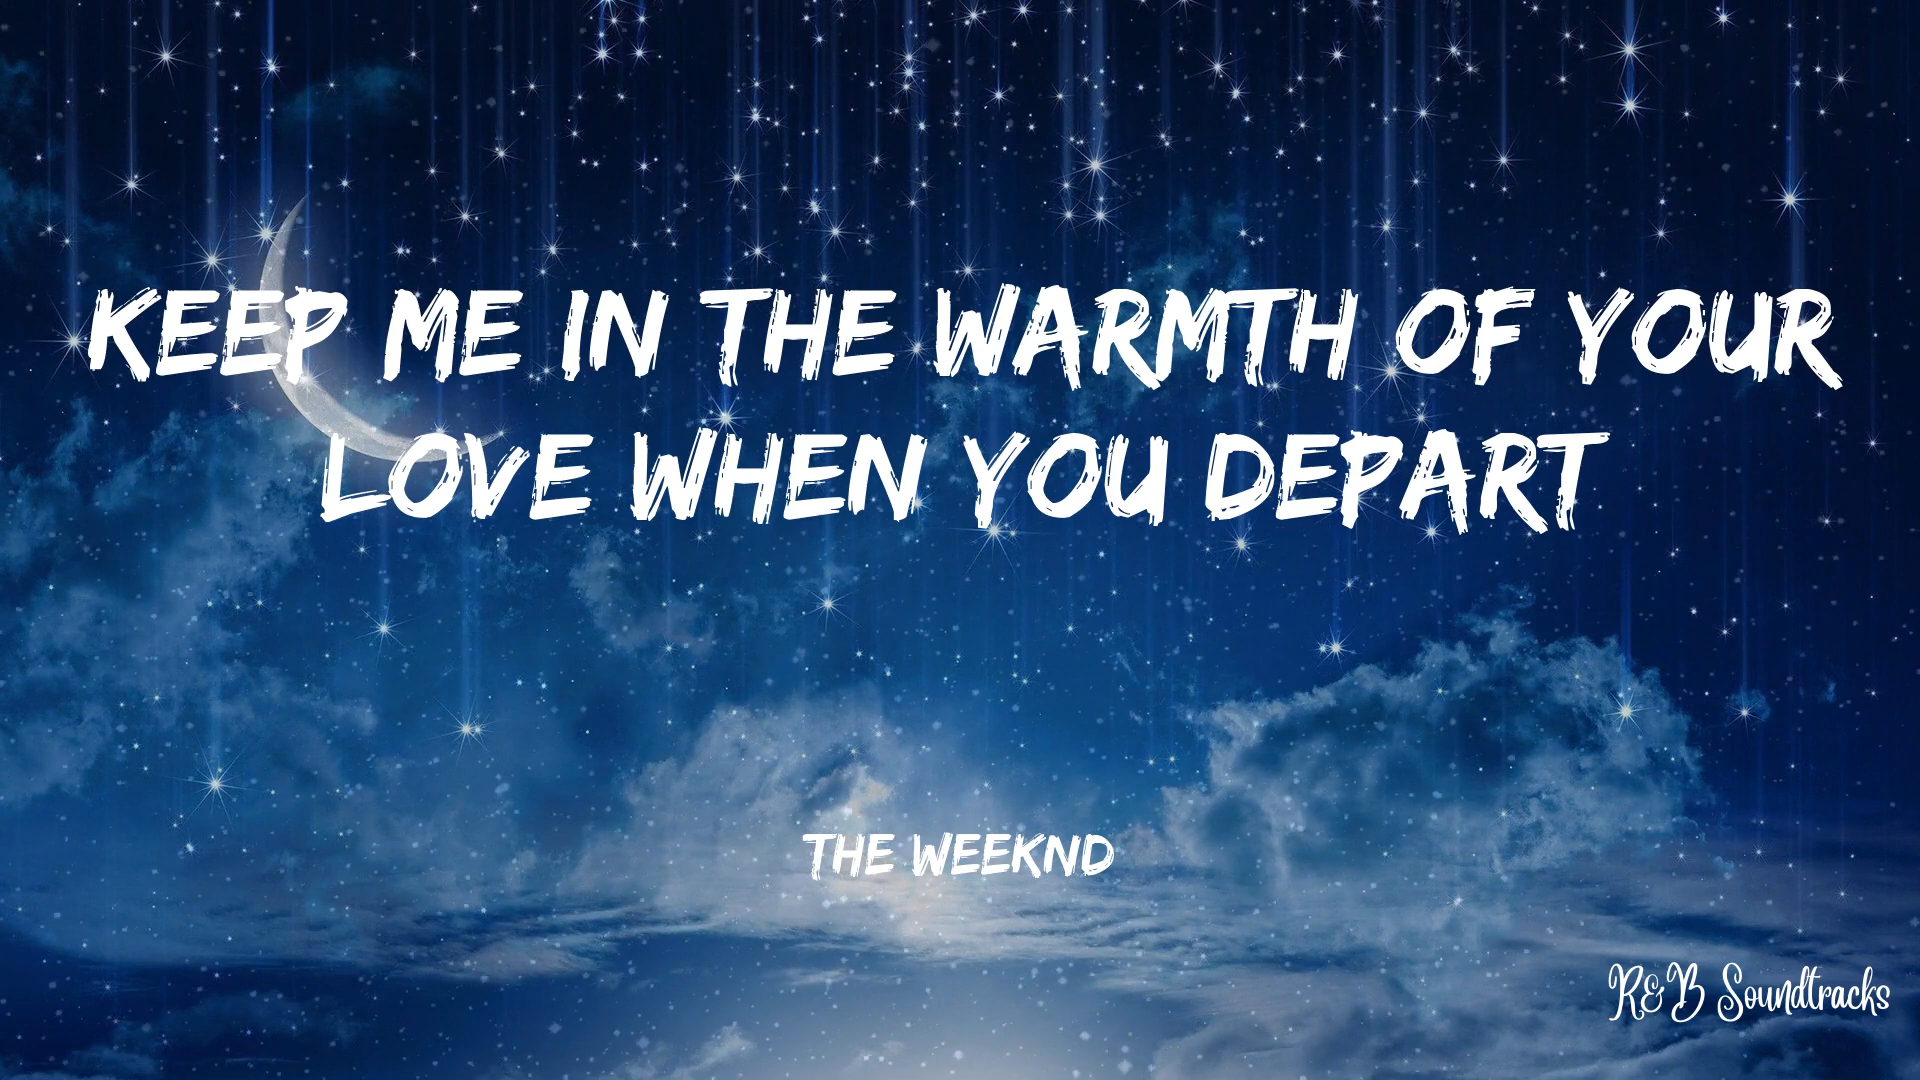 KEEP ME IN THE WARMTH OF YOUR
LOVE WHEN YOU DEPART
THE WEEKND
R&B Soundtracks